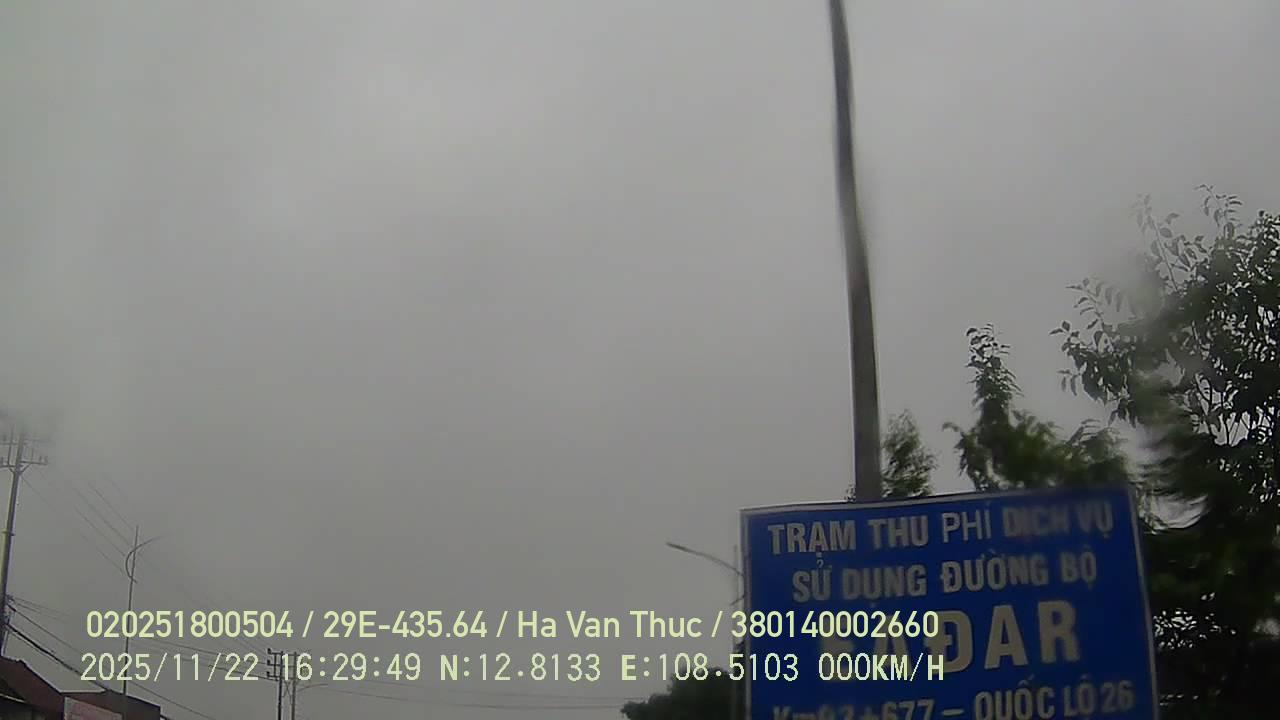 TRẠM THU PHÍ DỊCH VỤ
SỬ DỤNG ĐƯỜNG BỘ
020251800504 / 29E-435.64 / Ha Van Thuc / 380140002660
2025/11/22 16:29:49 N:12.8133 E:108.5103 000KM/H
QUỐC LỘ 26